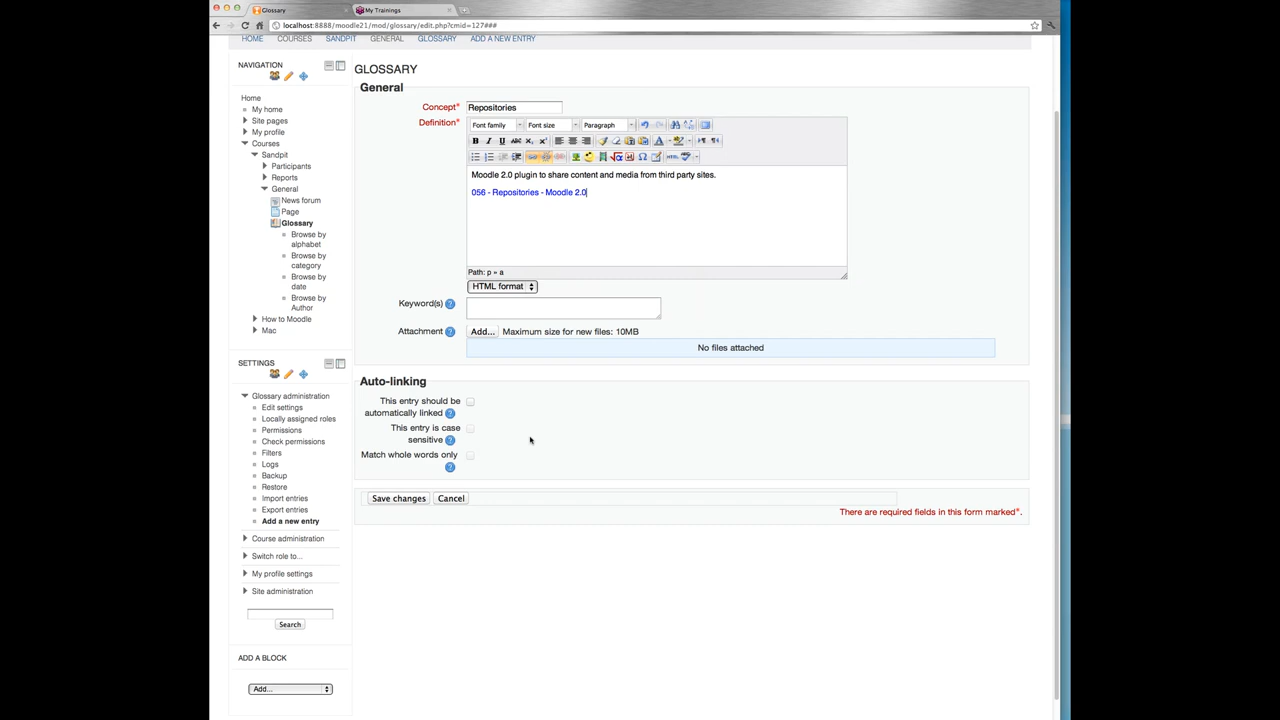 Glossary
My Trainings
localhost:8888/moodle21/mod/glossary/edit.php?cmid=127###
HOME COURSES SANDPIT GENERAL GLOSSARY ADD A NEW ENTRY
NAVIGATION
Home
My home
Site pages
My profile
Courses
Sandpit
Participants
Reports
General
News forum
Page
Glossary
Browse by
alphabet
Browse by
category
Browse by
date
Browse by
Author
How to Moodle
Mac
SETTINGS
Glossary administration
Edit settings
Locally assigned roles
Permissions
Check permissions
Filters
Logs
Backup
Restore
Import entries
Export entries
Add a new entry
Course administration
Switch role to...
My profile settings
Site administration
Search
ADD A BLOCK
Add...
GLOSSARY
General
Concept*
Repositories
Definition*
Font family Font size Paragraph
B I U ABC X₂ X²
HTML
Moodle 2.0 plugin to share content and media from third party sites.
056 - Repositories - Moodle 2.0
Path: p » a
HTML format
Keyword(s)
Attachment
Add... Maximum size for new files: 10MB
No files attached
Auto-linking
This entry should be
automatically linked
This entry is case
sensitive
Match whole words only
Save changes Cancel
There are required fields in this form marked*.